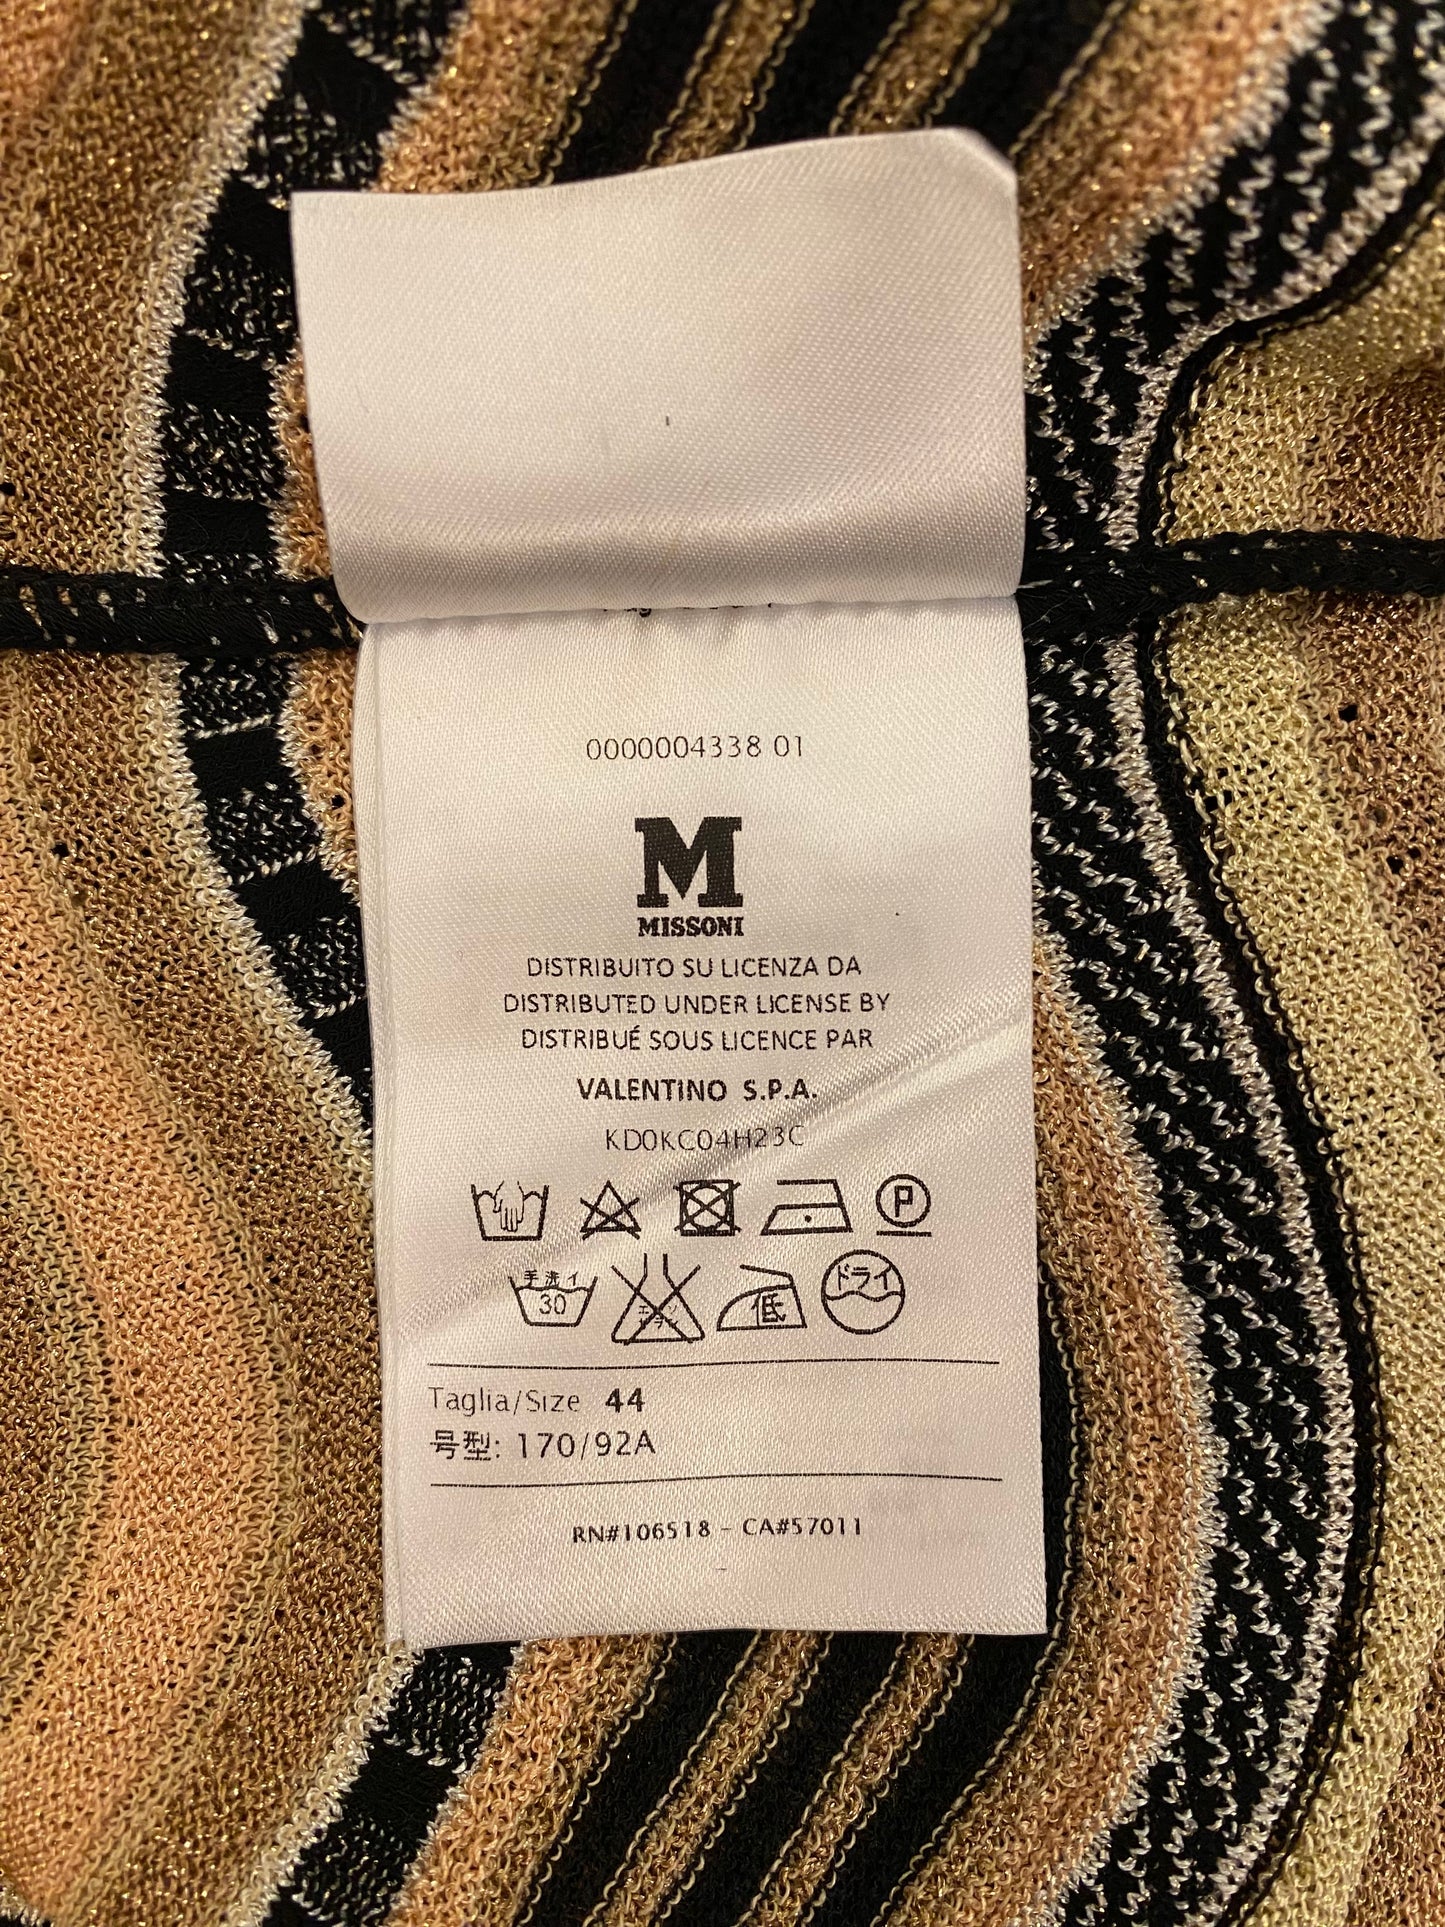 0000004338 01
M
MISSONI
DISTRIBUITO SU LICENZA DA
DISTRIBUTED UNDER LICENSE BY
DISTRIBUÉ SOUS LICENCE PAR
VALENTINO S.P.A.
KD0KC04H23C
P
手洗イ
30
低
ドライ
Taglia/Size 44
号型: 170/92A
RN#106518 - CA#57011